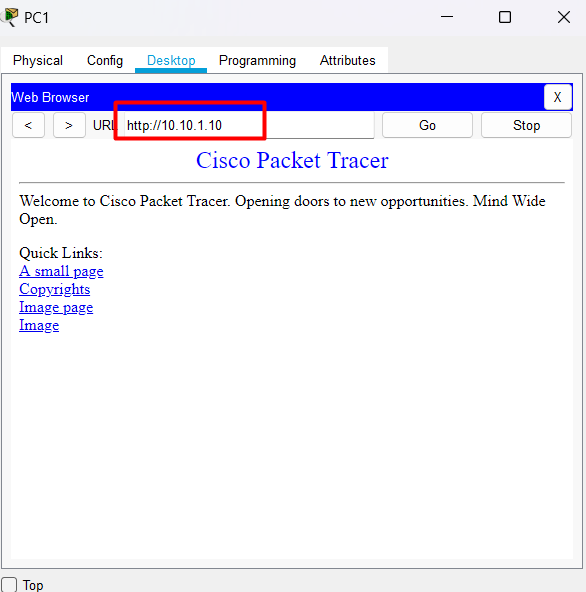 PC1
Physical Config Desktop Programming Attributes
Web Browser X
< > URL http://10.10.1.10 Go Stop
Cisco Packet Tracer
Welcome to Cisco Packet Tracer. Opening doors to new opportunities. Mind Wide
Open.
Quick Links:
A small page
Copyrights
Image page
Image
Top